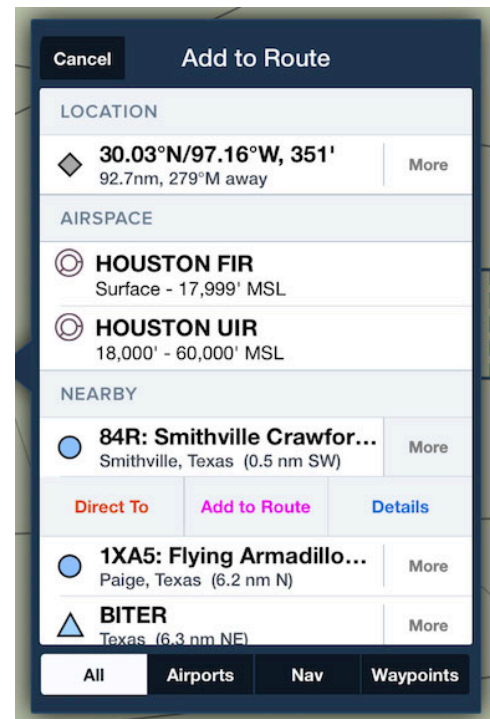 Cancel
Add to Route
LOCATION
30.03°N/97.16°W, 351'
92.7nm, 279°M away
More
AIRSPACE
HOUSTON FIR
Surface - 17,999' MSL
HOUSTON UIR
18,000' - 60,000' MSL
NEARBY
84R: Smithville Crawfor...
Smithville, Texas (0.5 nm SW)
More
Direct To
Add to Route
Details
1XA5: Flying Armadillo...
Paige, Texas (6.2 nm N)
More
BITER
Texas (6.3 nm NE)
More
All
Airports
Nav
Waypoints